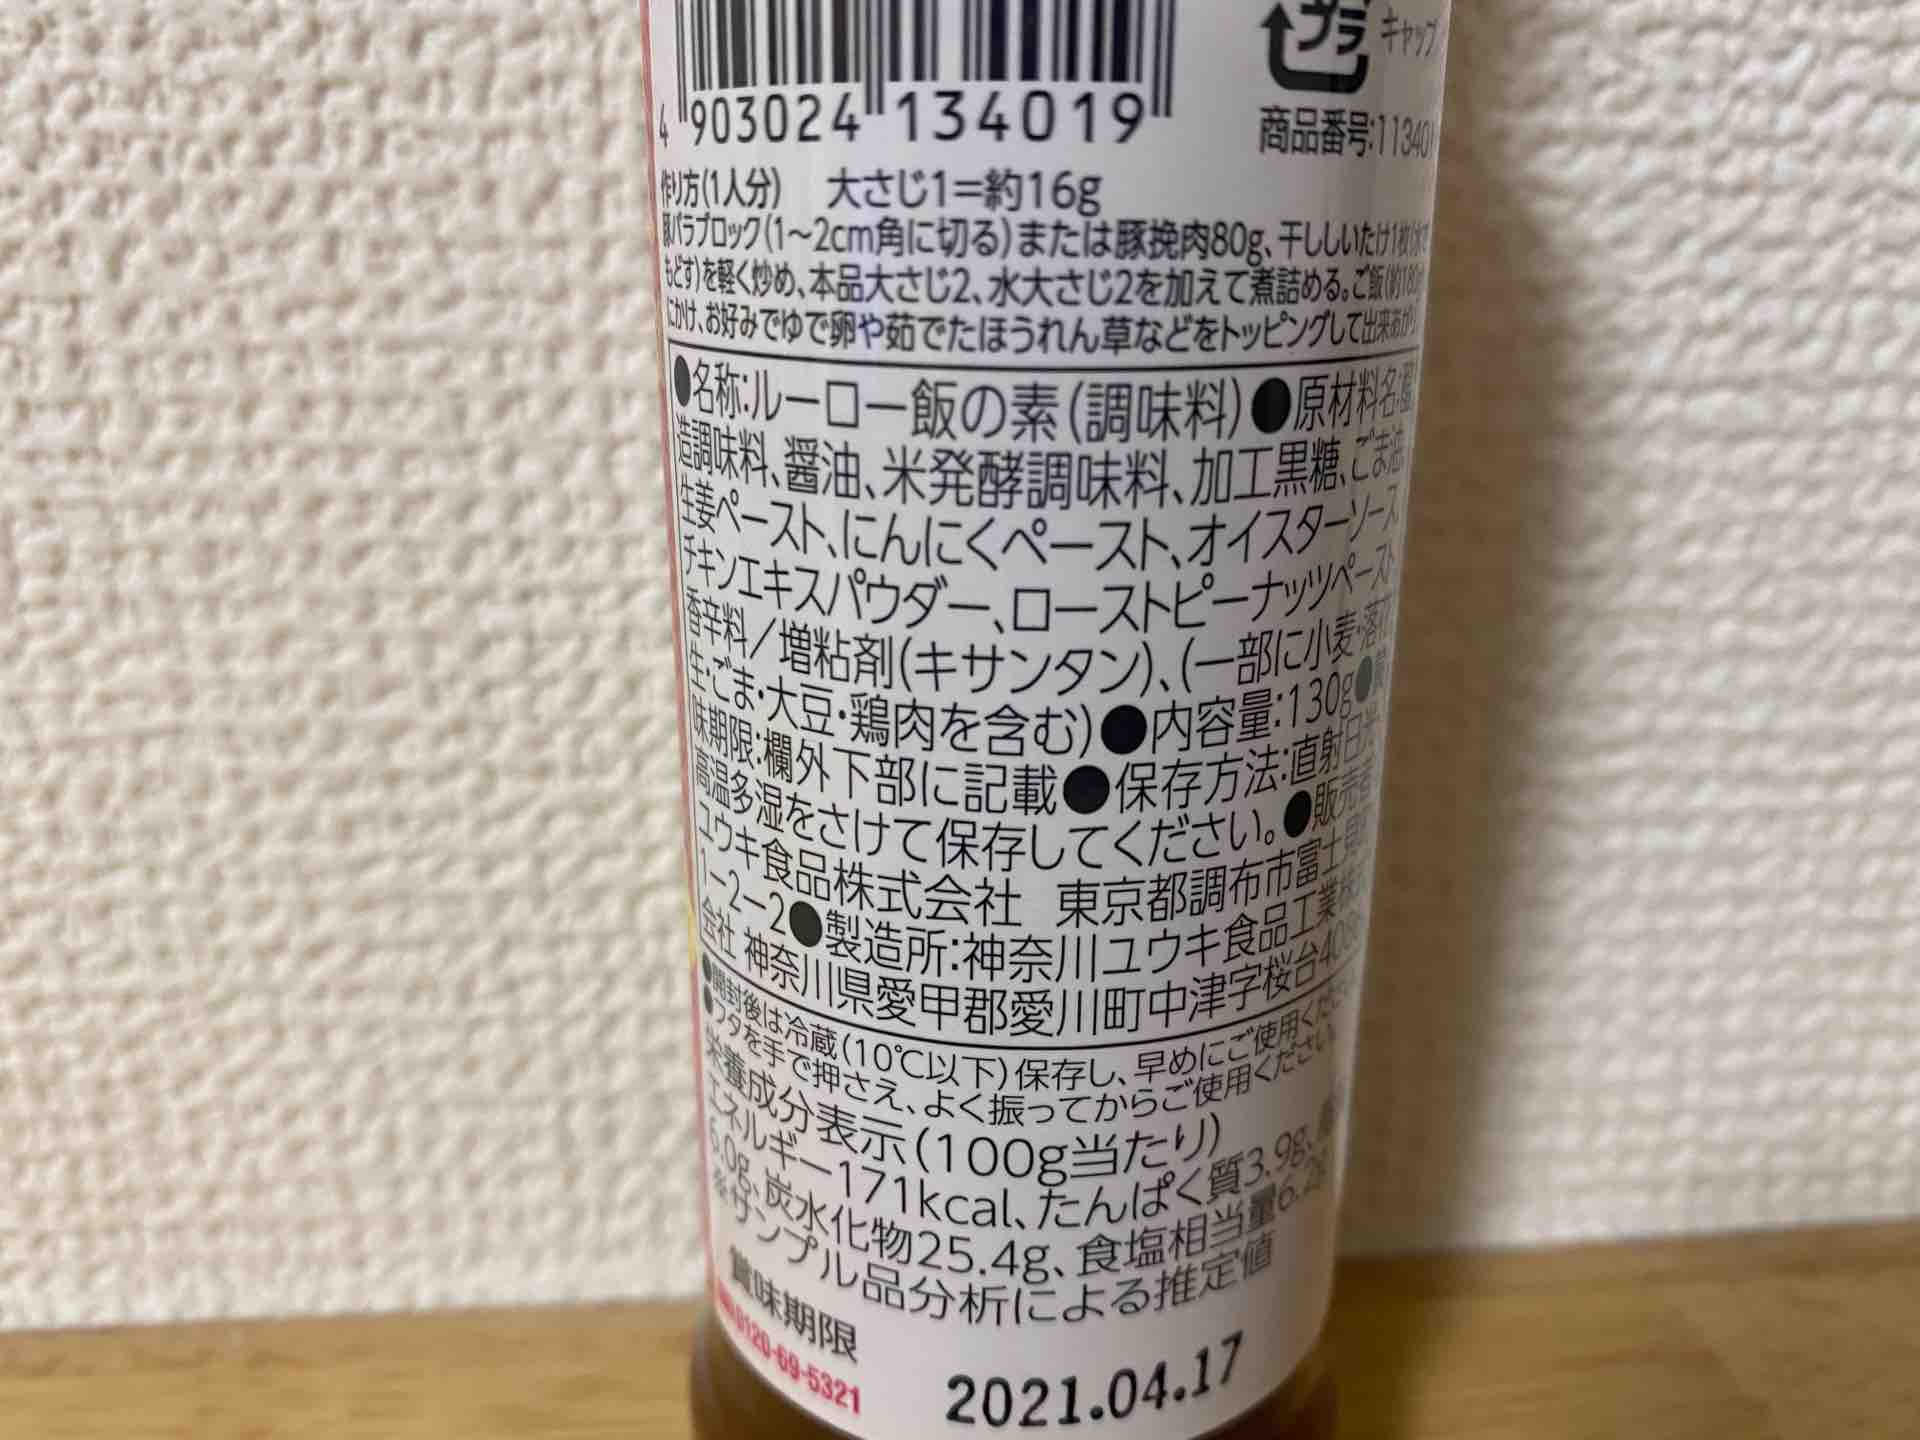 プラ キャップ
4 903024 134019
商品番号:11340
作り方(1人分) 大さじ1=約16g
豚バラブロック(1〜2cm角に切る)または豚挽肉80g、干ししいたけ1枚(水で
もどす)を軽く炒め、本品大さじ2、水大さじ2を加えて煮詰める。ご飯(約180g)
にかけ、お好みでゆで卵や茹でたほうれん草などをトッピングして出来あがり
●名称:ルーロー飯の素(調味料)●原材料名:醸
造調味料、醤油、米発酵調味料、加工黒糖、ごま油、
生姜ペースト、にんにくペースト、オイスターソース、
チキンエキスパウダー、ローストピーナッツペースト、
香辛料/増粘剤(キサンタン)、(一部に小麦・落花
生・ごま・大豆・鶏肉を含む)●内容量:130g●賞
味期限:欄外下部に記載●保存方法:直射日光、
高温多湿をさけて保存してください。●販売者:
ユウキ食品株式会社 東京都調布市富士見町
1-2-2●製造所:神奈川ユウキ食品工業株式
会社 神奈川県愛甲郡愛川町中津字桜台
●開封後は冷蔵(10℃以下)保存し、早めにご使用ください。
●フタを手で押さえ、よく振ってからご使用ください。
栄養成分表示(100g当たり)
エネルギー171kcal、たんぱく質3.9g、
6.0g、炭水化物25.4g、食塩相当量6.2g
※サンプル品分析による推定値
賞味期限
0120-69-5321
2021.04.17